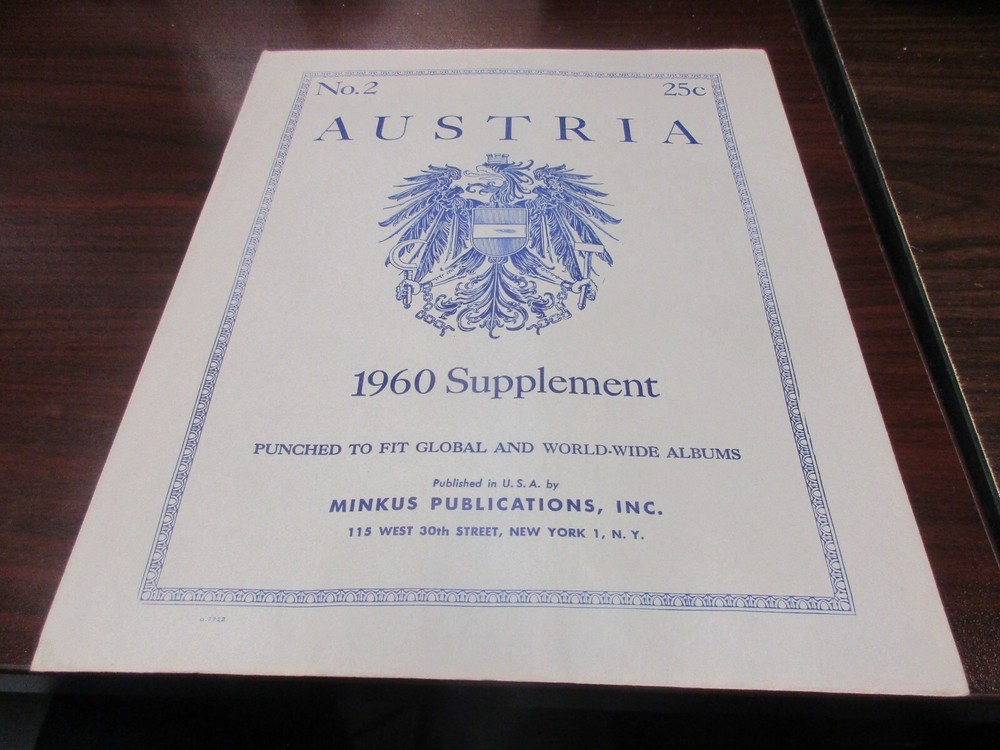 No. 2 25c
AUSTRIA
1960 Supplement
PUNCHED TO FIT GLOBAL AND WORLD-WIDE ALBUMS
Published in U. S. A. by
MINKUS PUBLICATIONS, INC.
115 WEST 30th STREET, NEW YORK 1, N. Y.